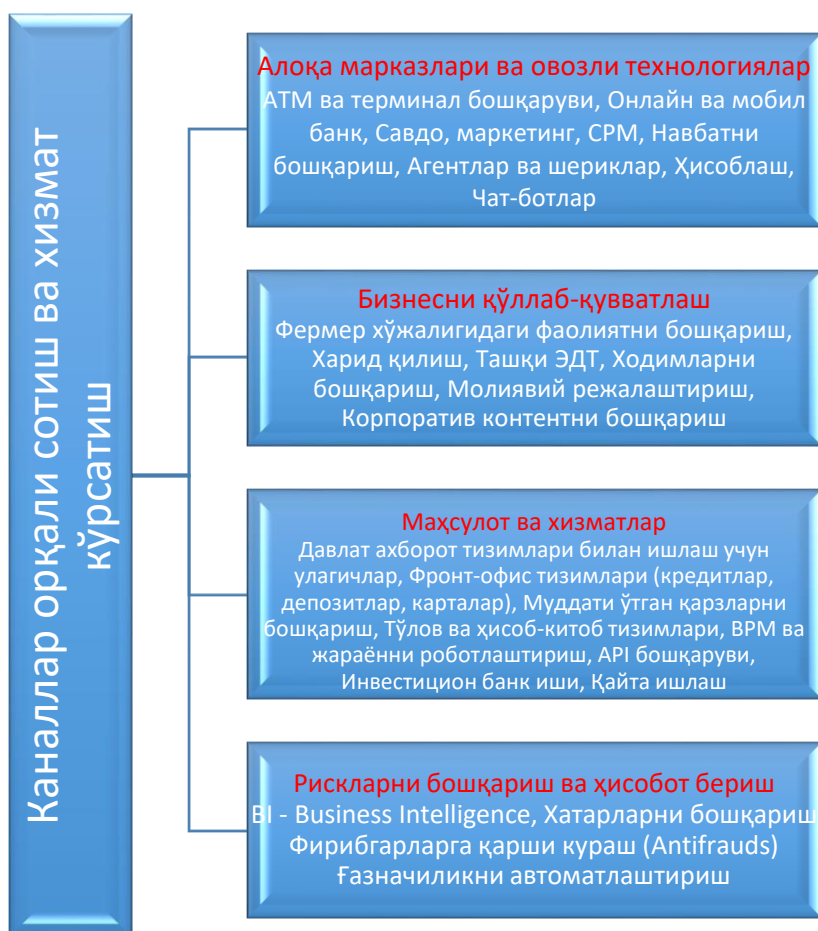 Каналлар орқали сотиш ва хизмат
кўрсатиш
Алоқа марказлари ва овозли технологиялар
АТМ ва терминал бошқаруви, Онлайн ва мобил
банк, Савдо, маркетинг, СРМ, Навбатни
бошқариш, Агентлар ва шериклар, Ҳисоблаш,
Чат-ботлар
Бизнесни қўллаб-қувватлаш
Фермер хўжалигидаги фаолиятни бошқариш,
Харид қилиш, Ташқи ЭДТ, Ходимларни
бошқариш, Молиявий режалаштириш,
Корпоратив контентни бошқариш
Маҳсулот ва хизматлар
Давлат ахборот тизимлари билан ишлаш учун
улагичлар, Фронт-офис тизимлари (кредитлар,
депозитлар, карталар), Муддати ўтган қарзларни
бошқариш, Тўлов ва ҳисоб-китоб тизимлари, BPM ва
жараённи роботлаштириш, API бошқаруви,
Инвестицион банк иши, Қайта ишлаш
Рискларни бошқариш ва ҳисобот бериш
BI - Business Intelligence, Хатарларни бошқариш
Фирибгарларга қарши кураш (Antifrauds)
Ғазначиликни автоматлаштириш